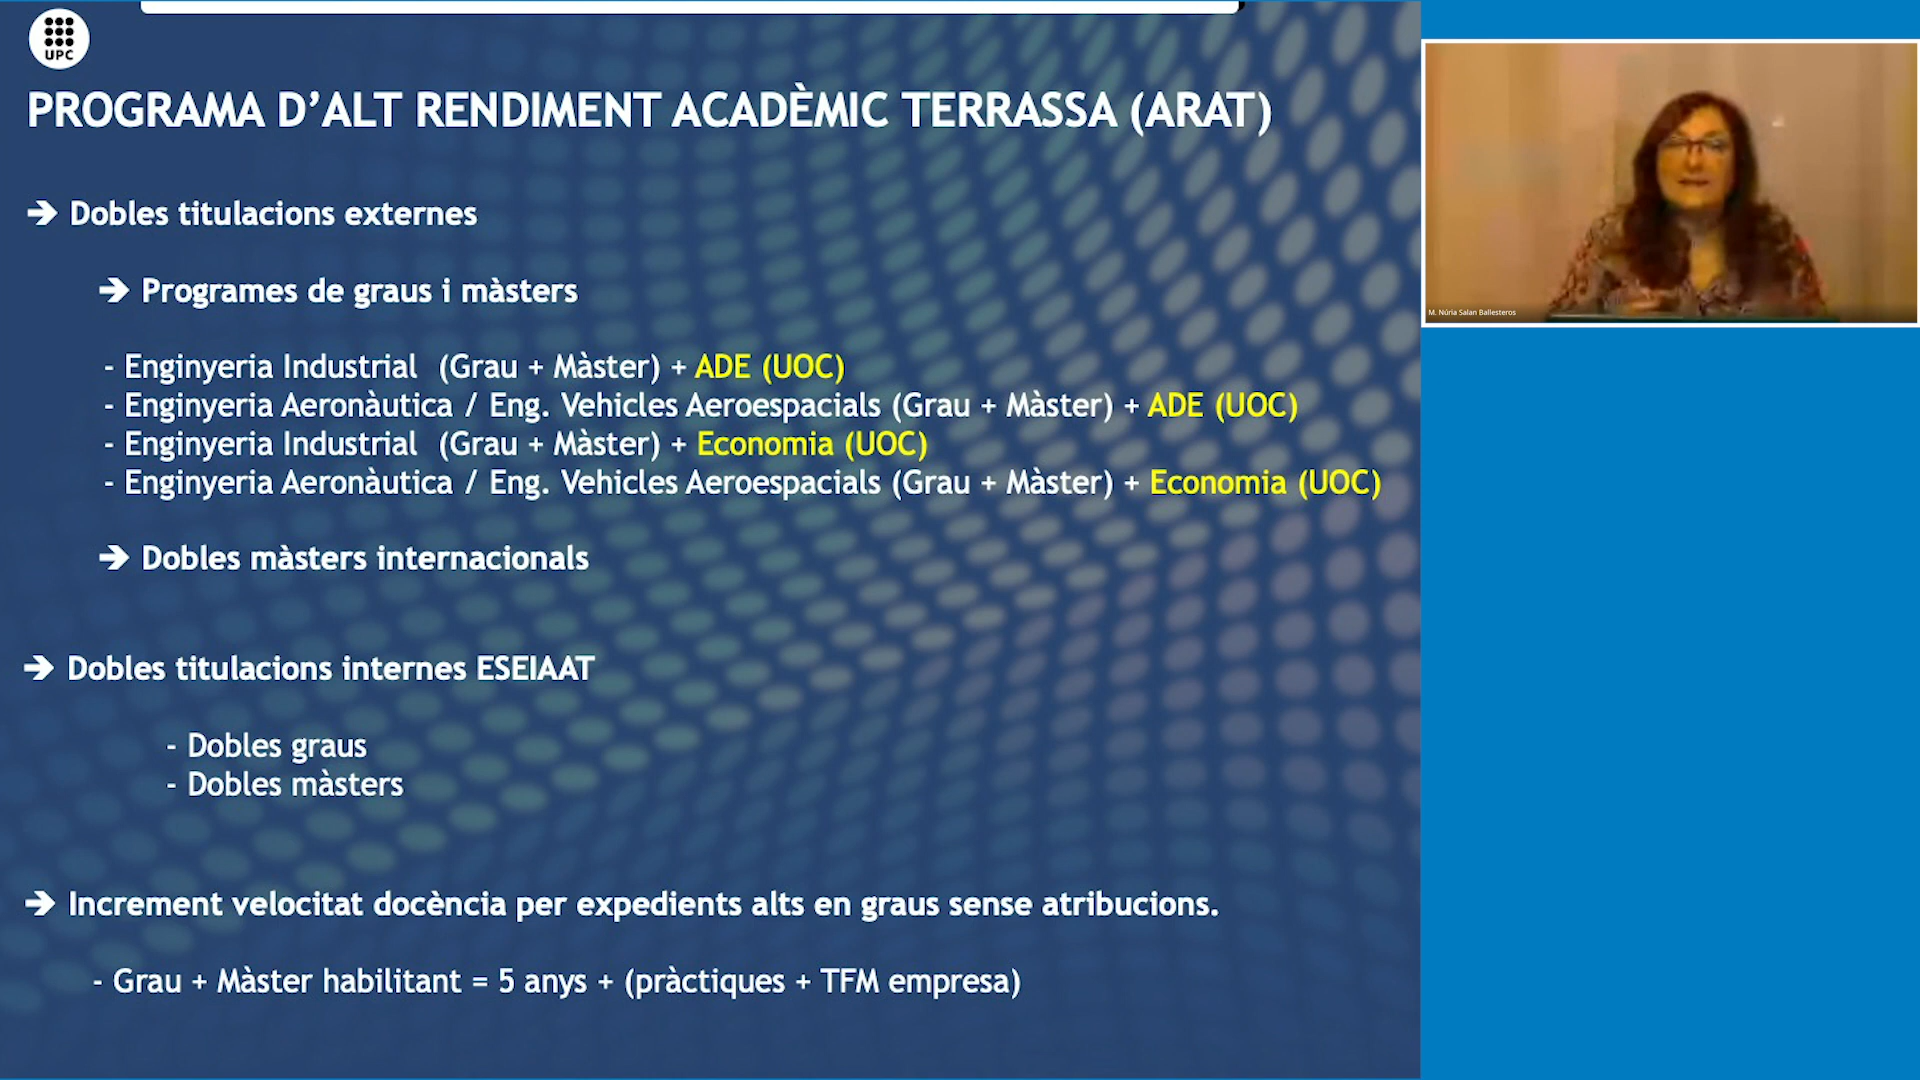 UPC
PROGRAMA D’ALT RENDIMENT ACADÈMIC TERRASSA (ARAT)
➔ Dobles titulacions externes
➔ Programes de graus i màsters
- Enginyeria Industrial (Grau + Màster) + ADE (UOC)
- Enginyeria Aeronàutica / Eng. Vehicles Aeroespacials (Grau + Màster) + ADE (UOC)
- Enginyeria Industrial (Grau + Màster) + Economia (UOC)
- Enginyeria Aeronàutica / Eng. Vehicles Aeroespacials (Grau + Màster) + Economia (UOC)
➔ Dobles màsters internacionals
➔ Dobles titulacions internes ESEIAAT
- Dobles graus
- Dobles màsters
➔ Increment velocitat docència per expedients alts en graus sense atribucions.
- Grau + Màster habilitant = 5 anys + (pràctiques + TFM empresa)
M. Núria Salan Ballesteros